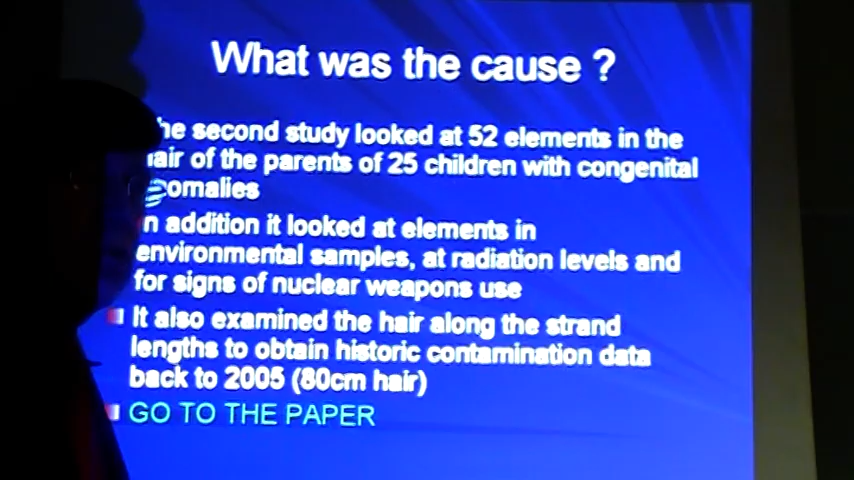 What was the cause ?
he second study looked at 52 elements in the
air of the parents of 25 children with congenital
nomalies
n addition it looked at elements in
environmental samples, at radiation levels and
for signs of nuclear weapons use
It also examined the hair along the strand
lengths to obtain historic contamination data
back to 2005 (80cm hair)
GO TO THE PAPER